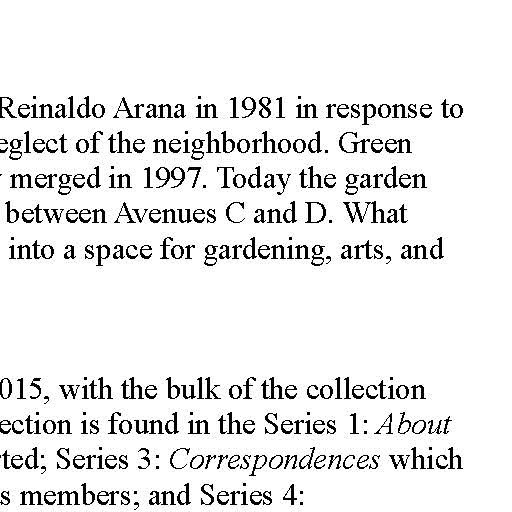 Reinaldo Arana in 1981 in response to
eglect of the neighborhood. Green
merged in 1997. Today the garden
between Avenues C and D. What
into a space for gardening, arts, and
015, with the bulk of the collection
ection is found in the Series 1: About
ted; Series 3: Correspondences which
s members; and Series 4: